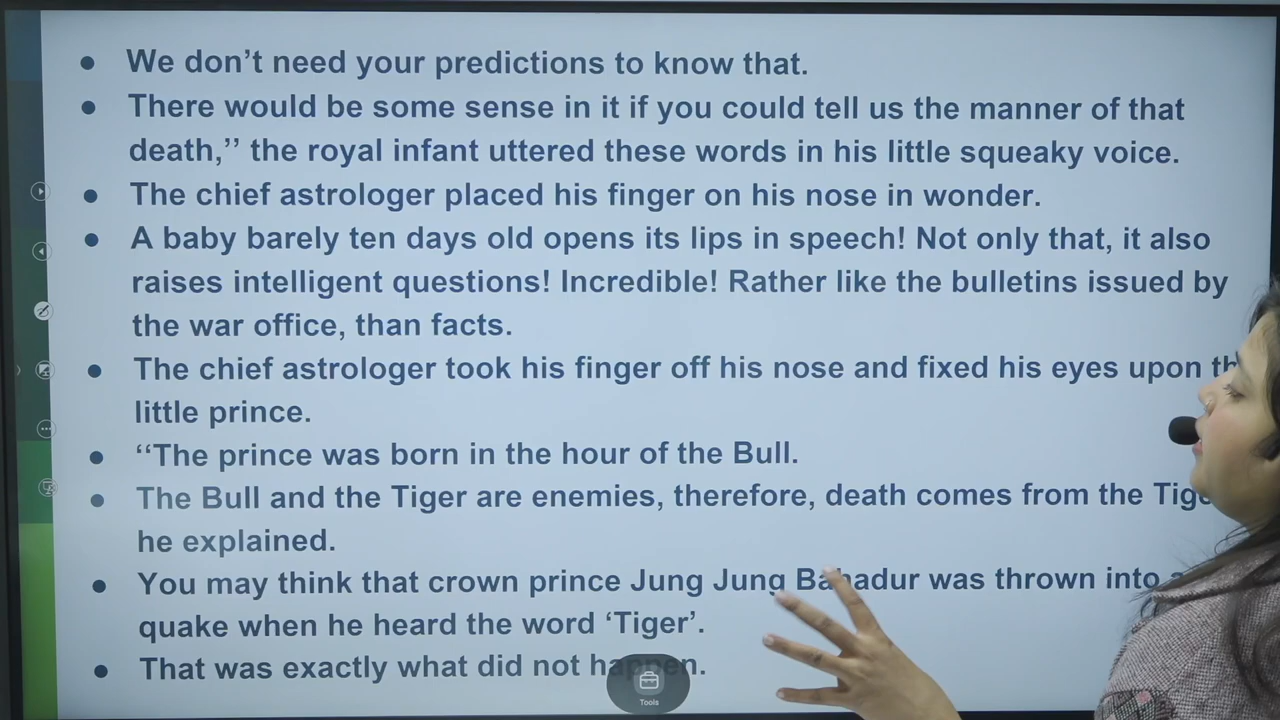 • We don’t need your predictions to know that.
• There would be some sense in it if you could tell us the manner of that
death,’’ the royal infant uttered these words in his little squeaky voice.
• The chief astrologer placed his finger on his nose in wonder.
• A baby barely ten days old opens its lips in speech! Not only that, it also
raises intelligent questions! Incredible! Rather like the bulletins issued by
the war office, than facts.
• The chief astrologer took his finger off his nose and fixed his eyes upon
little prince.
• ‘‘The prince was born in the hour of the Bull.
• The Bull and the Tiger are enemies, therefore, death comes from the
he explained.
• You may think that crown prince Jung Jung Bahadur was thrown into
quake when he heard the word ‘Tiger’.
• That was exactly what did not happen.
Tools